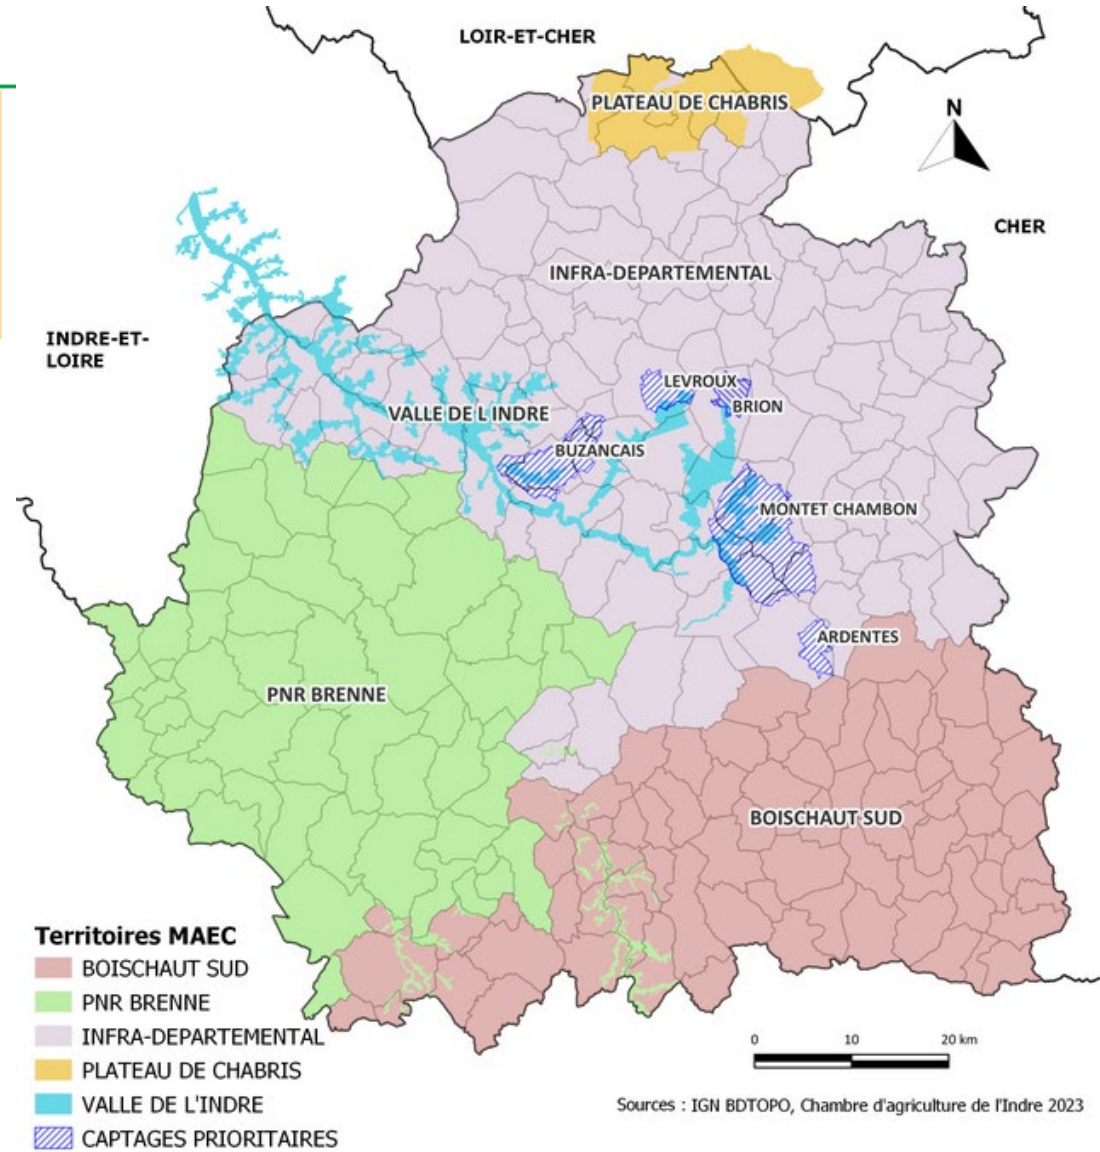 LOIR-ET-CHER
PLATEAU DE CHABRIS
N
CHER
INFRA-DEPARTEMENTAL
INDRE-ET-
LOIRE
LEVROUX
BRION
VALLE DE L INDRE
BUZANCAIS
MONTET CHAMBON
ARDENTES
PNR BRENNE
BOISCHAUT SUD
Territoires MAEC
BOISCHAUT SUD
PNR BRENNE
INFRA-DEPARTEMENTAL
PLATEAU DE CHABRIS
VALLE DE L'INDRE
CAPTAGES PRIORITAIRES
0 10 20 km
Sources : IGN BDTOPO, Chambre d'agriculture de l'Indre 2023